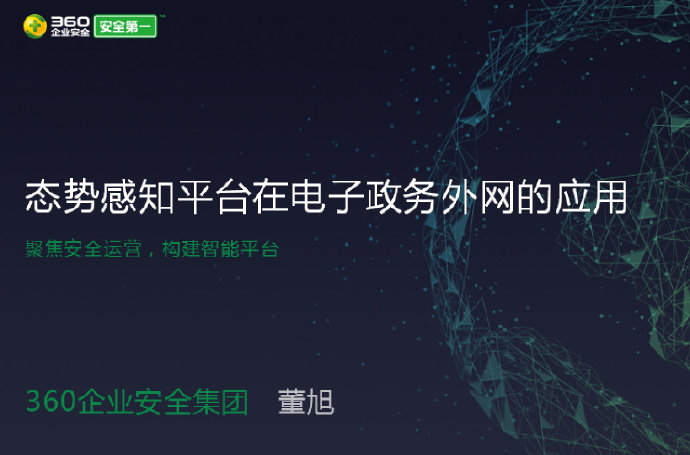 360
企业安全
安全第一
态势感知平台在电子政务外网的应用
聚焦安全运营，构建智能平台
360企业安全集团 董旭